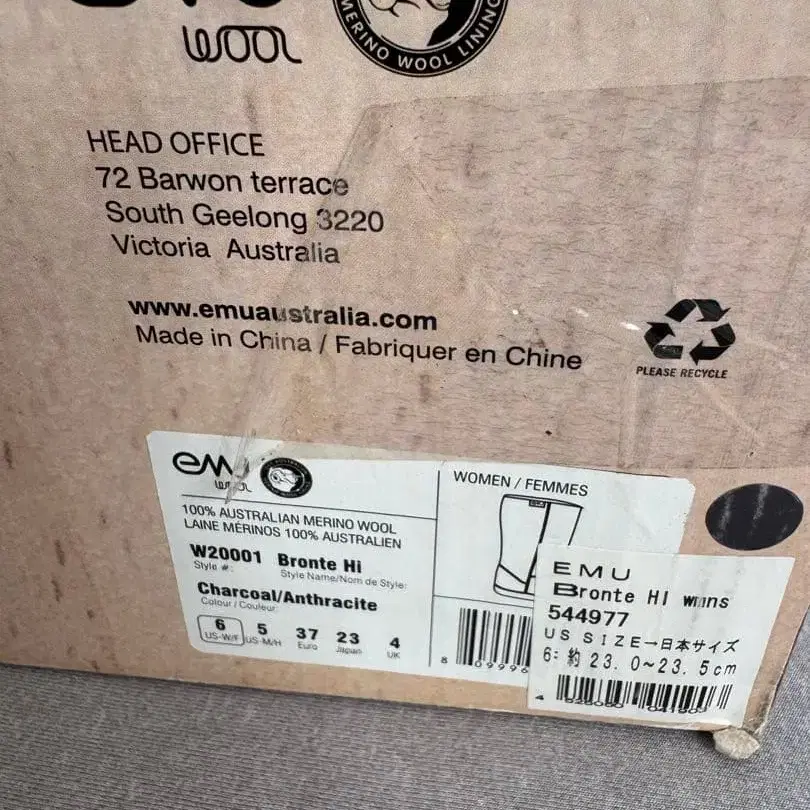 WOOL
MERINO WOOL LINING
HEAD OFFICE
72 Barwon terrace
South Geelong 3220
Victoria Australia
www.emuaustralia.com
Made in China / Fabriquer en Chine
PLEASE RECYCLE
emu
wool
100% AUSTRALIAN MERINO WOOL
LAINE MÉRINOS 100% AUSTRALIEN
W20001 Bronte Hi
Style #: Style Name/Nom de Style:
Charcoal/Anthracite
Colour/Couleur
6 5 37 23 4
US-W/F US-M/H Euro Japan UK
WOMEN / FEMMES
8 09996
EMU
Bronte HI wmns
544977
US SIZE→日本サイズ
6: 約 23.0~23.5cm